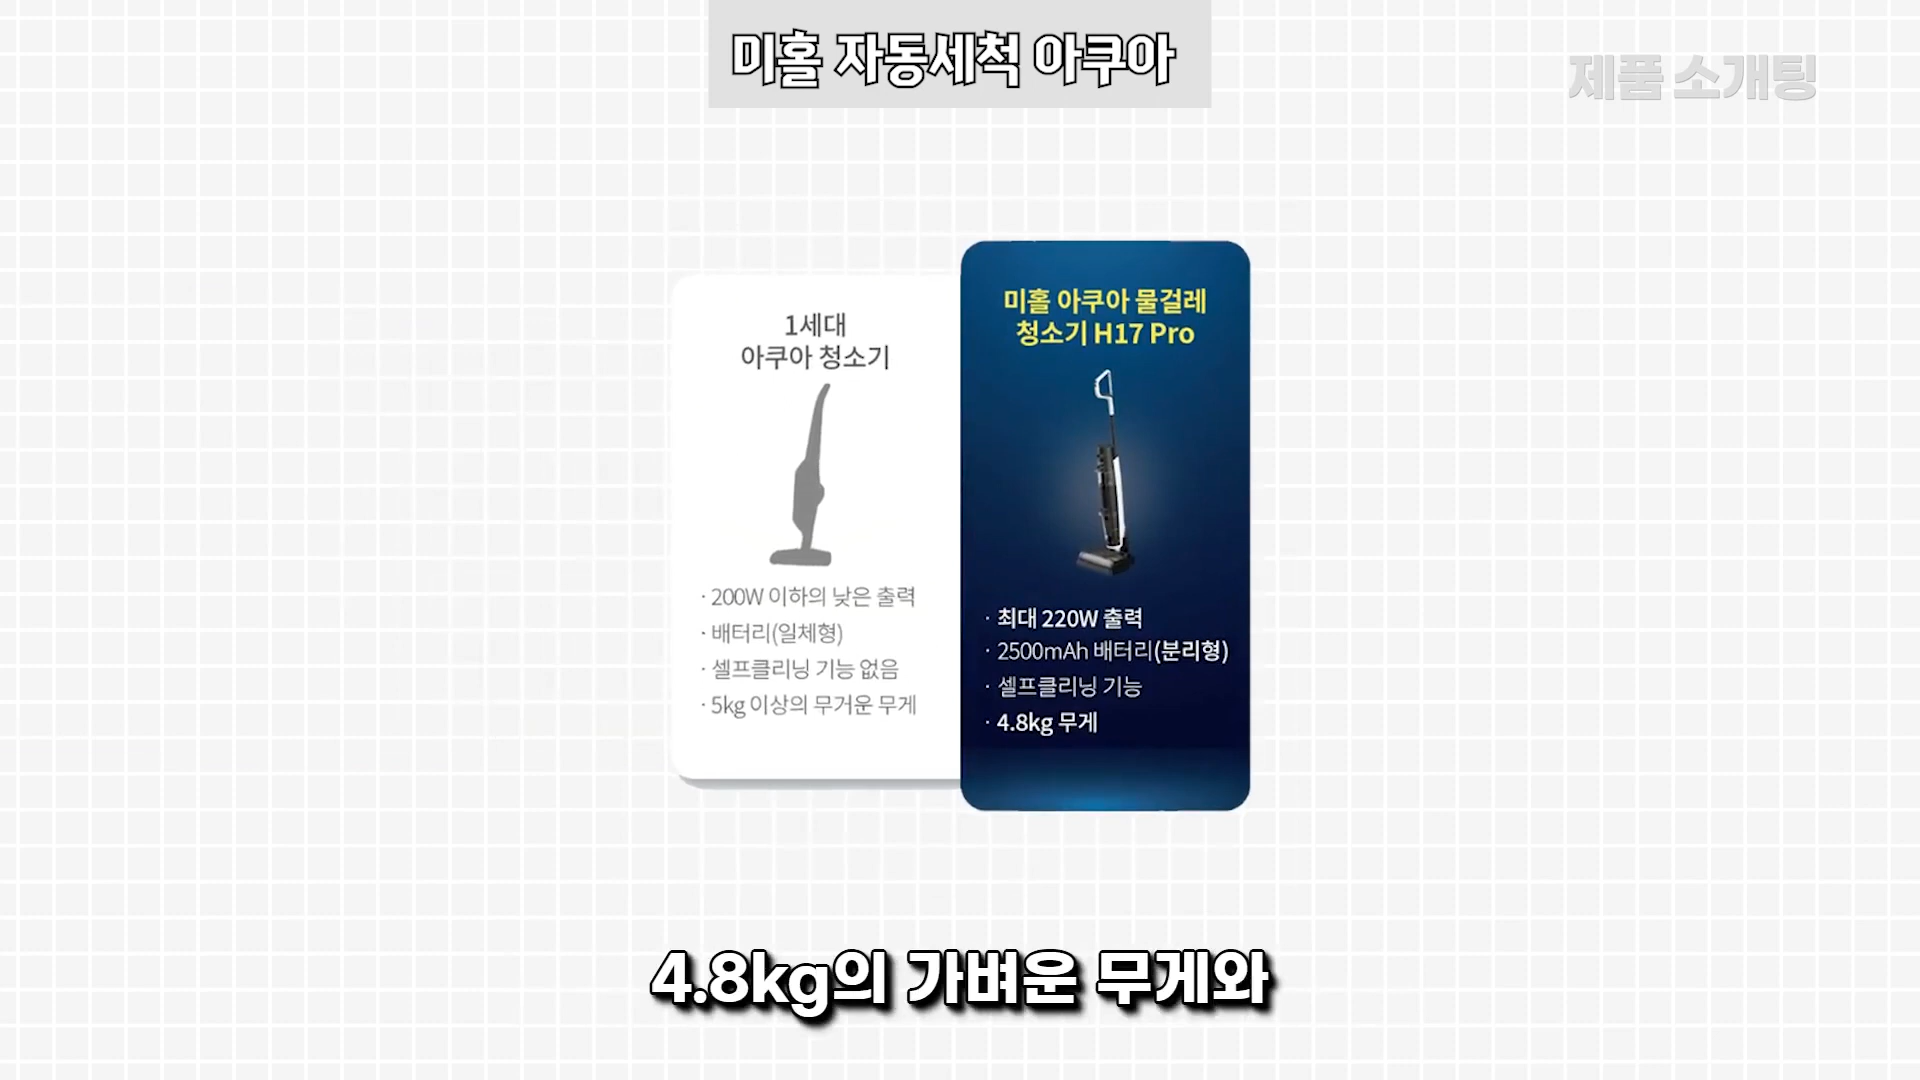 미홀 자동세척 아쿠아
제품 소개팅
1세대
아쿠아 청소기
· 200W 이하의 낮은 출력
· 배터리(일체형)
· 셀프클리닝 기능 없음
· 5kg 이상의 무거운 무게
미홀 아쿠아 물걸레
청소기 H17 Pro
· 최대 220W 출력
· 2500mAh 배터리(분리형)
· 셀프클리닝 기능
· 4.8kg 무게
4.8kg의 가벼운 무게와